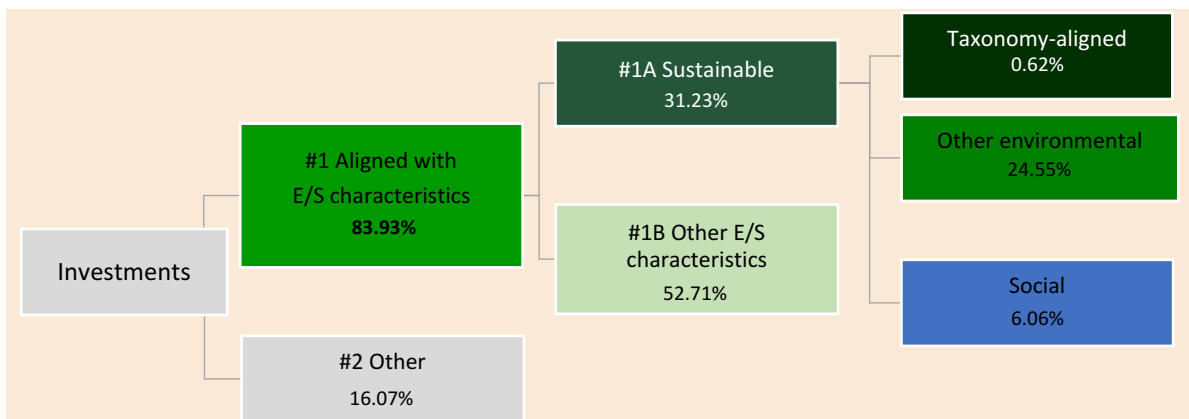 Investments
#1 Aligned with
E/S characteristics
83.93%
#2 Other
16.07%
#1A Sustainable
31.23%
#1B Other E/S
characteristics
52.71%
Taxonomy-aligned
0.62%
Other environmental
24.55%
Social
6.06%